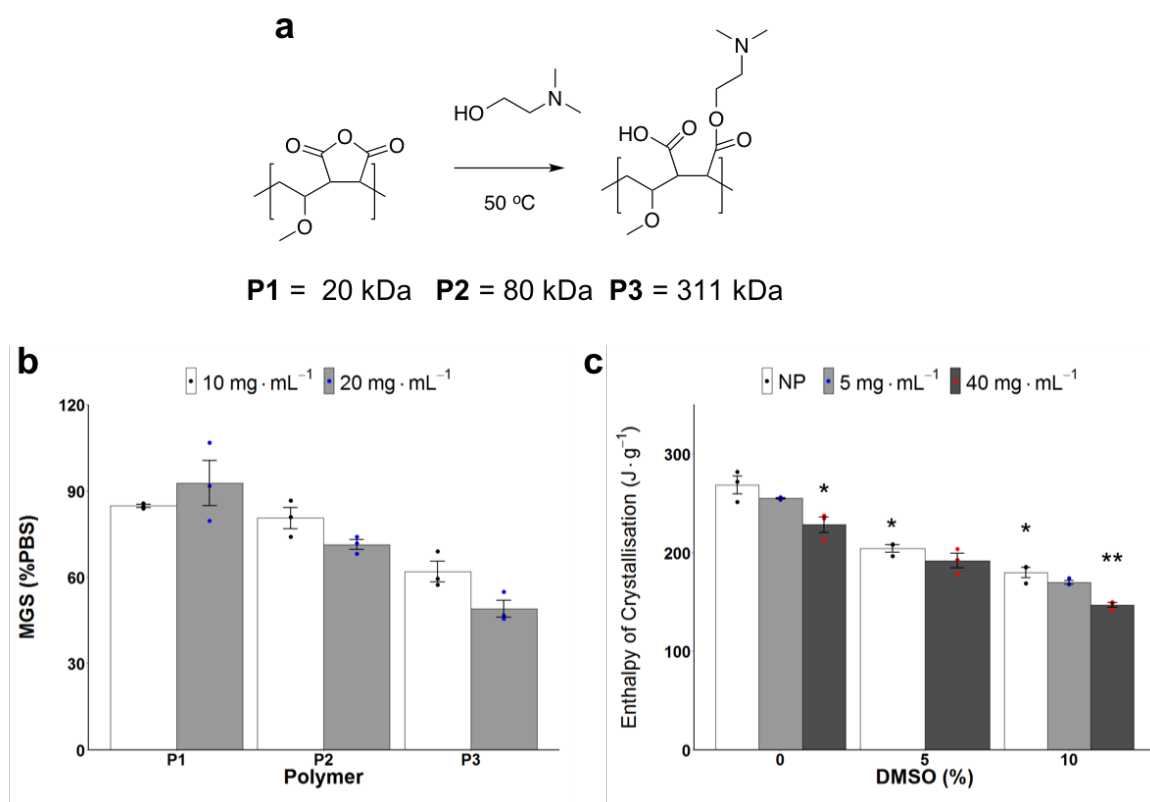 a
HO
N
O
O
O
50 ºC
O
N
O
HO
O
O
O
P1 = 20 kDa P2 = 80 kDa P3 = 311 kDa
b
10 mg · mL⁻¹ 20 mg · mL⁻¹
MGS (%PBS)
120
90
60
30
0
P1 P2 P3
Polymer
c
NP 5 mg · mL⁻¹ 40 mg · mL⁻¹
Enthalpy of Crystallisation (J · g⁻¹)
300
200
100
0
* * * **
0 5 10
DMSO (%)